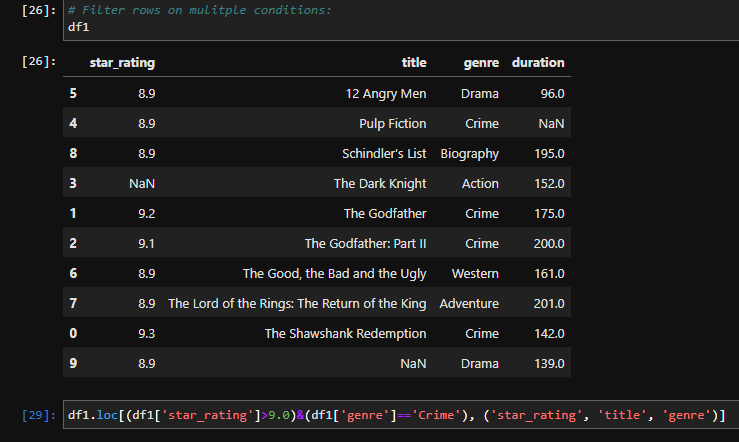 [26]: # Filter rows on mulitple conditions:
df1
[26]: star_rating title genre duration
5 8.9 12 Angry Men Drama 96.0
4 8.9 Pulp Fiction Crime NaN
8 8.9 Schindler's List Biography 195.0
3 NaN The Dark Knight Action 152.0
1 9.2 The Godfather Crime 175.0
2 9.1 The Godfather: Part II Crime 200.0
6 8.9 The Good, the Bad and the Ugly Western 161.0
7 8.9 The Lord of the Rings: The Return of the King Adventure 201.0
0 9.3 The Shawshank Redemption Crime 142.0
9 8.9 NaN Drama 139.0
[29]: df1.loc[(df1['star_rating']>9.0)&(df1['genre']=='Crime'), ('star_rating', 'title', 'genre')]